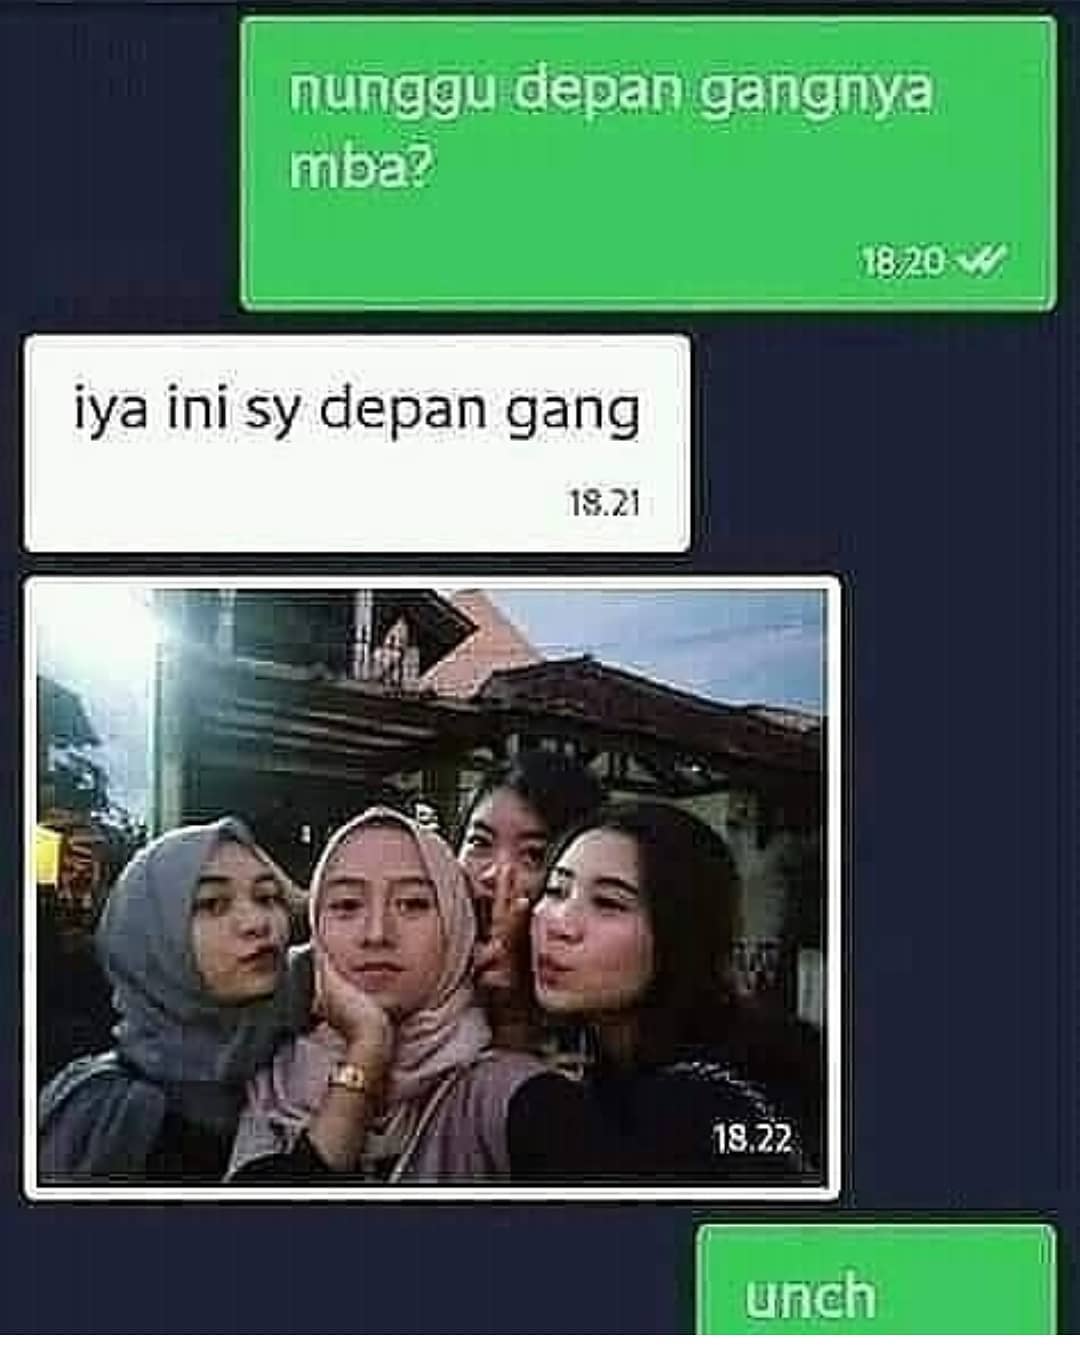 nunggu depan gangnya
mba?
18.20
iya ini sy depan gang
18.21
18.22
unch